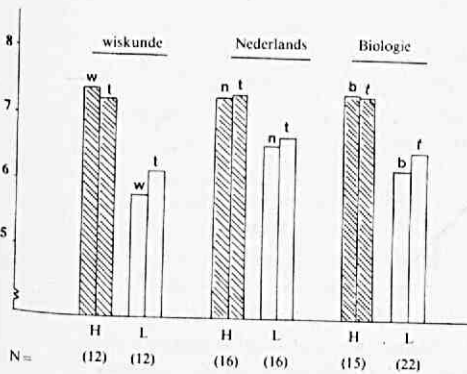 8
wiskunde Nederlands Biologie
w t n t b t
7
n t
w t b t
6
5
H L H L H L
N = (12) (12) (16) (16) (15) (22)